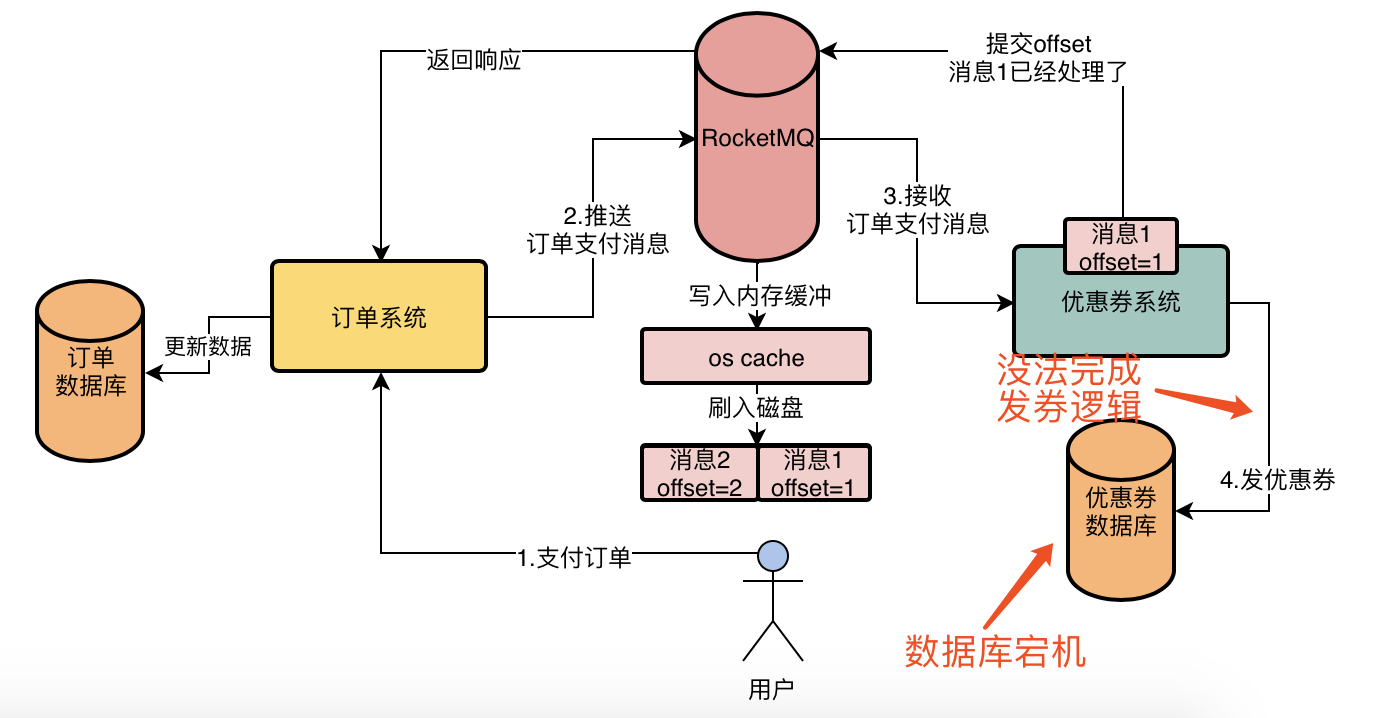 返回响应
提交offset
消息1已经处理了
RocketMQ
2.推送
订单支付消息
3.接收
订单支付消息
消息1
offset=1
优惠券系统
订单系统
更新数据
订单
数据库
写入内存缓冲
os cache
刷入磁盘
消息2
offset=2
消息1
offset=1
没法完成
发券逻辑
4.发优惠券
优惠券
数据库
1.支付订单
数据库宕机
用户